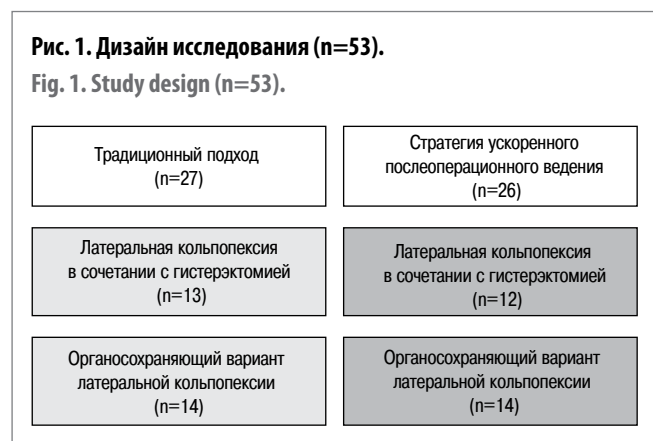 Рис. 1. Дизайн исследования (n=53).
Fig. 1. Study design (n=53).
Традиционный подход
(n=27)
Стратегия ускоренного
послеоперационного ведения
(n=26)
Латеральная кольпопексия
в сочетании с гистерэктомией
(n=13)
Латеральная кольпопексия
в сочетании с гистерэктомией
(n=12)
Органосохраняющий вариант
латеральной кольпопексии
(n=14)
Органосохраняющий вариант
латеральной кольпопексии
(n=14)